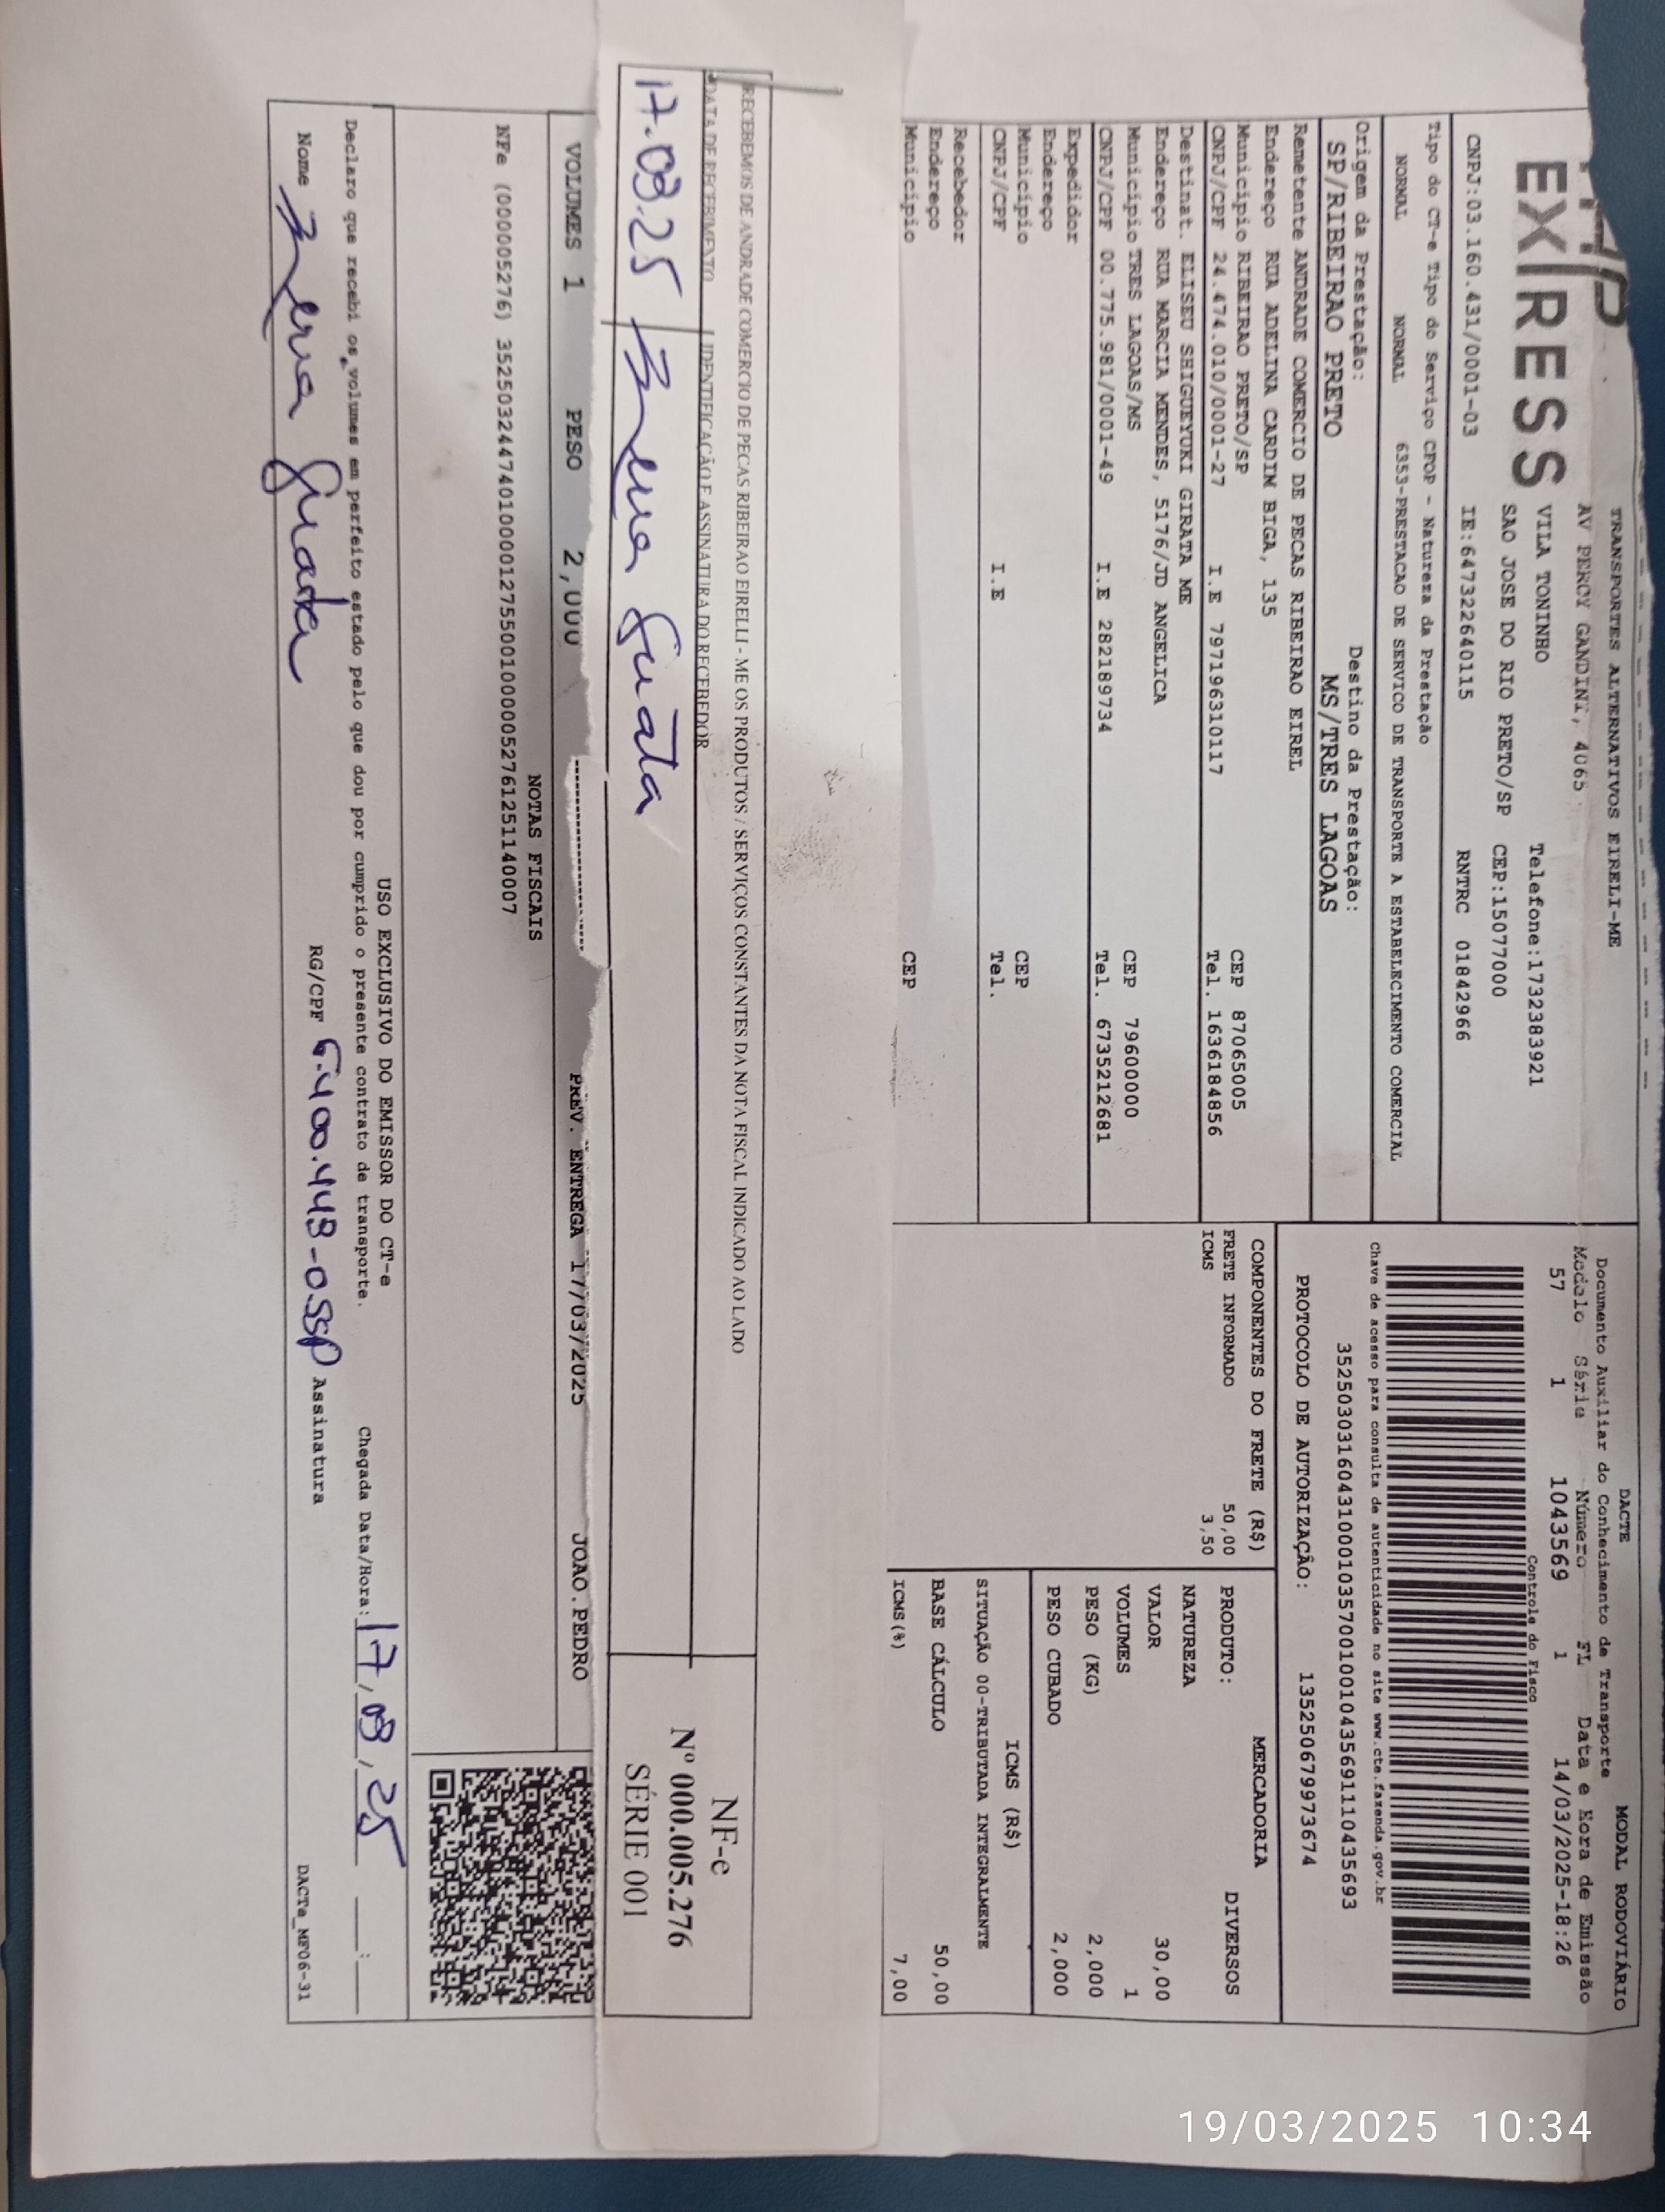 EXPRESS
TRANSPORTES ALTERNATIVOS EIRELI-ME
AV PERCY GANDINI, 4065
VILA TONINHO Telefone:1732383921
SAO JOSE DO RIO PRETO/SP CEP:15077000
CNPJ:03.160.431/0001-03 IE:647322640115 RNTRC 01842966
Tipo do CT-e Tipo do Serviço CFOP - Natureza da Prestação
NORMAL NORMAL 6353-PRESTACAO DE SERVICO DE TRANSPORTE A ESTABELECIMENTO COMERCIAL
Origem da Prestação: Destino da Prestação:
SP/RIBEIRAO PRETO MS/TRES LAGOAS
Remetente ANDRADE COMERCIO DE PECAS RIBEIRAO EIREL
Endereço RUA ADELINA CARDIM BIGA, 135
Município RIBEIRAO PRETO/SP CEP 87065005
CNPJ/CPF 24.474.010/0001-27 I.E 797196310117 Tel. 1636184856
Destinat. ELISEU SHIGUEYUKI GIRATA ME
Endereço RUA MARCIA MENDES, 5176/JD ANGELICA
Município TRES LAGOAS/MS CEP 79600000
CNPJ/CPF 00.775.981/0001-49 I.E 282189734 Tel. 6735212681
Expedidor
Endereço
Município CEP
CNPJ/CPF I.E Tel.
Recebedor
Endereço
Município CEP
DACTE MODAL RODOVIÁRIO
Documento Auxiliar do Conhecimento de Transporte
Modelo Série Número FL Data e Hora de Emissão
57 1 1043569 1 14/03/2025-18:26
Controle do Fisco
Chave de acesso para consulta de autenticidade no site www.cte.fazenda.gov.br
35250303160431000103570010010435691110435693
PROTOCOLO DE AUTORIZAÇÃO: 135250679973674
COMPONENTES DO FRETE (R$)
FRETE INFORMADO 50,00
ICMS 3,50
MERCADORIA
PRODUTO: DIVERSOS
NATUREZA
VALOR 30,00
VOLUMES 1
PESO (KG) 2,000
PESO CUBADO 2,000
ICMS (R$)
SITUAÇÃO 00-TRIBUTADA INTEGRALMENTE
BASE CÁLCULO 50,00
ICMS(%) 7,00
RECEBEMOS DE ANDRADE COMERCIO DE PECAS RIBEIRAO EIRELLI - ME OS PRODUTOS / SERVIÇOS CONSTANTES DA NOTA FISCAL INDICADO AO LADO
DATA DE RECEBIMENTO IDENTIFICAÇÃO E ASSINATURA DO RECEBEDOR
17.03.25
NF-e
Nº 000.005.276
SÉRIE 001
VOLUMES 1 PESO 2,000 PREV. ENTREGA 17/03/2025 JOAO.PEDRO
NOTAS FISCAIS
NFe (000005276) 35250324474010000127550010000052761251140007
USO EXCLUSIVO DO EMISSOR DO CT-e
Declaro que recebi os volumes em perfeito estado pelo que dou por cumprido o presente contrato de transporte. Chegada Data/Hora: 17/03/25 :
Nome RG/CPF Assinatura
DACTe_MF06-31
19/03/2025 10:34